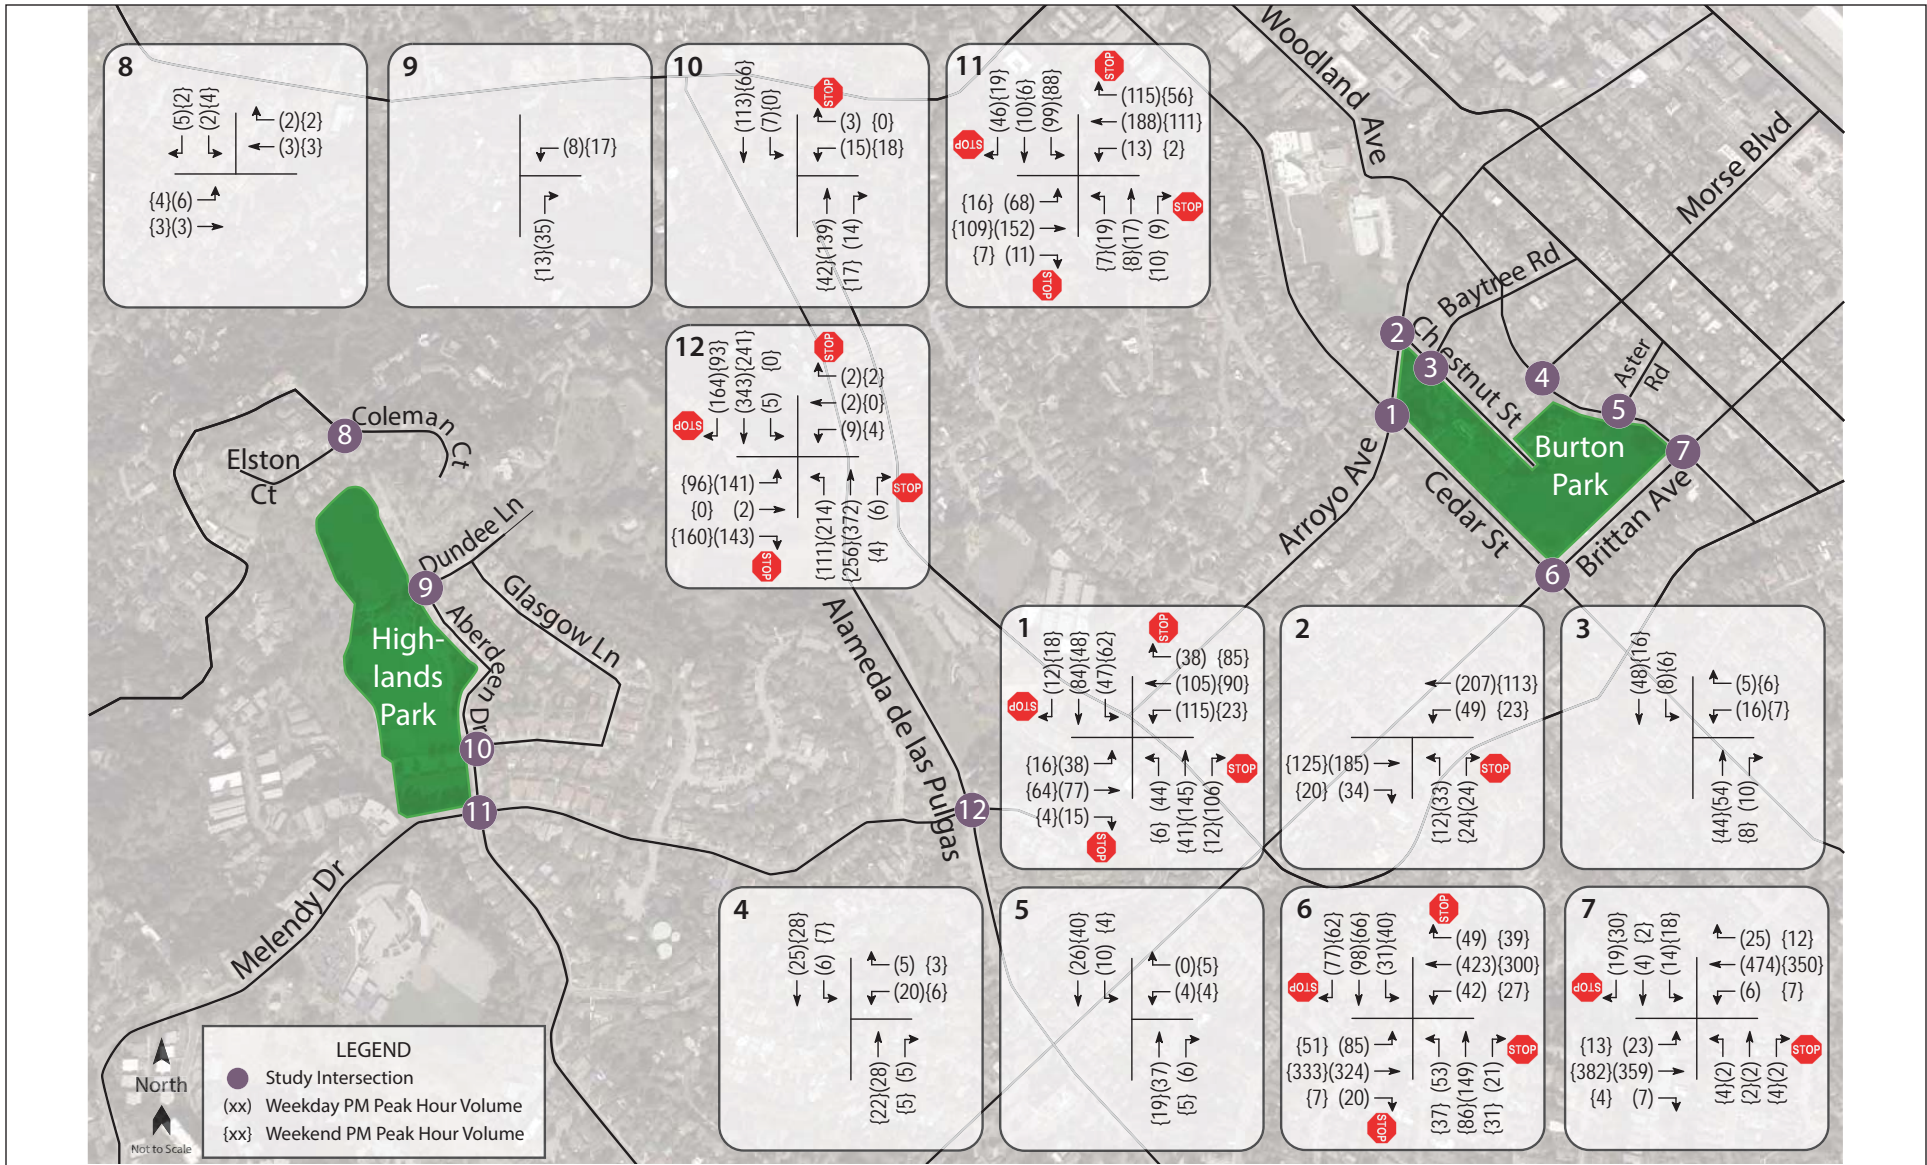 8
(5){2}
(2){4}
(2){2}
(3){3}
{4}(6)
{3}(3)
9
(8){17}
{13}(35)
10
(113){66}
(7){0}
STOP
(3) {0}
(15){18}
{42}(139)
{17} (14)
11
(46){19}
(10){6}
(99){88}
STOP
STOP
(115){56}
(188){111}
(13) {2}
{16} (68)
{109}(152)
{7} (11)
STOP
{7}(19)
{8}(17)
{10} (9)
STOP
12
(164){93}
(343){241}
(5) {0}
STOP
STOP
(2){2}
(2){0}
(9){4}
{96}(141)
{0} (2)
{160}(143)
STOP
{111}(214)
{256}(372)
{4} (6)
STOP
Woodland Ave
Morse Blvd
Baytree Rd
Chestnut St
Aster Rd
2
3
4
5
1
7
6
Burton Park
Arroyo Ave
Cedar St
Brittan Ave
8
Coleman Ct
Elston Ct
Dundee Ln
9
Glasgow Ln
Aberdeen Dr
High-
lands
Park
10
11
12
Alameda de las Pulgas
Melendy Dr
1
(12){18}
(84){48}
(47){62}
STOP
STOP
(38) {85}
(105){90}
(115){23}
{16}(38)
{64}(77)
{4}(15)
STOP
{6} (44)
{41}(145)
{12}(106)
STOP
2
(207){113}
(49) {23}
{125}(185)
{20} (34)
{12}(33)
{24}(24)
STOP
3
(48){16}
(8){6}
(5){6}
(16){7}
{44}(54)
{8} (10)
4
(25){28}
(6) {7}
(5) {3}
(20){6}
{22}(28)
{5} (5)
5
(26){40}
(10) {4}
(0){5}
(4){4}
{19}(37)
{5} (6)
6
(77){62}
(98){66}
(31){40}
STOP
STOP
(49) {39}
(423){300}
(42) {27}
{51} (85)
{333}(324)
{7} (20)
STOP
{37} (53)
{86}(149)
{31} (21)
STOP
7
(19){30}
(4) {2}
(14){18}
STOP
(25) {12}
(474){350}
(6) {7}
{13} (23)
{382}(359)
{4} (7)
{4}(2)
{2}(2)
{4}(2)
STOP
North
Not to Scale
LEGEND
Study Intersection
(xx) Weekday PM Peak Hour Volume
{xx} Weekend PM Peak Hour Volume